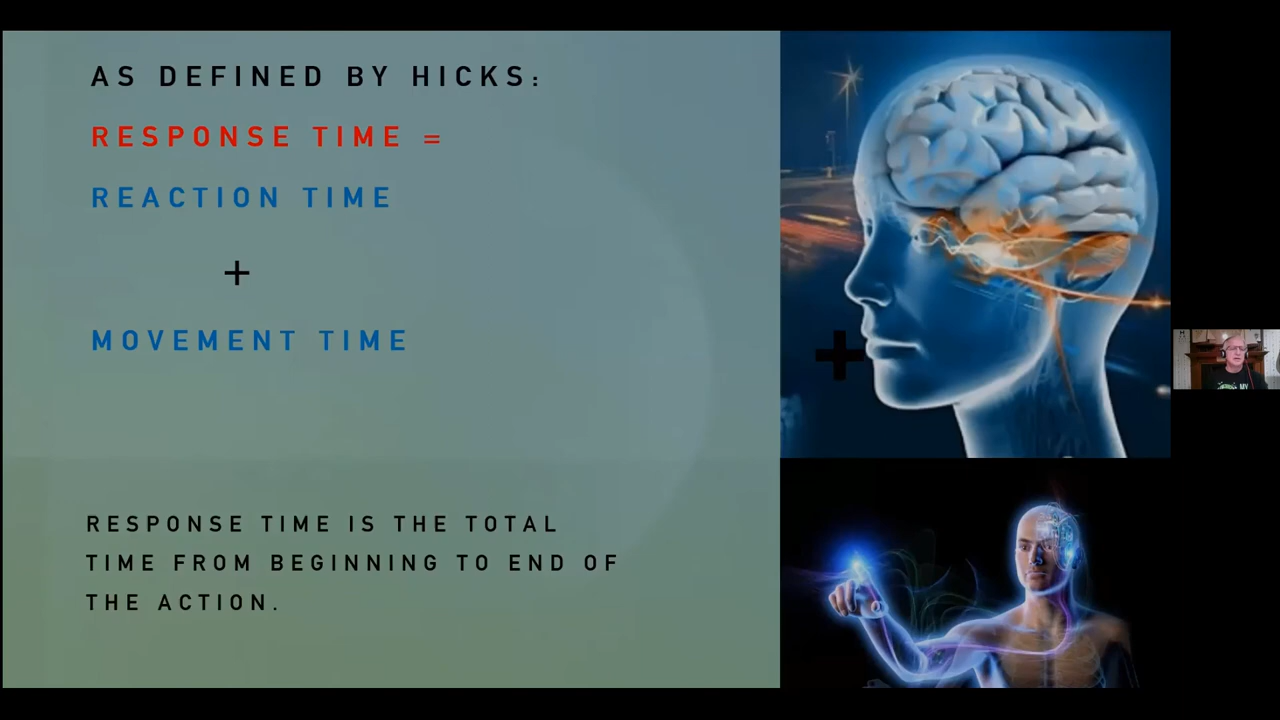 AS DEFINED BY HICKS:
RESPONSE TIME =
REACTION TIME
+
MOVEMENT TIME
RESPONSE TIME IS THE TOTAL
TIME FROM BEGINNING TO END OF
THE ACTION.
+
MY